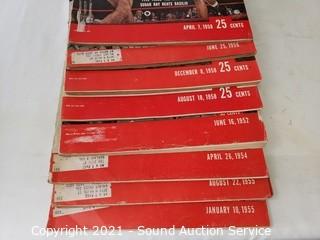 SUGAR RAY BEATS BASILIO
APRIL 7, 1958 25 CENTS
JUNE 25, 1956
DECEMBER 8, 1958 25 CENTS
AUGUST 18, 1958 25 CENTS
JUNE 16, 1952
APRIL 26, 1954
AUGUST 22, 1955
JANUARY 10, 1955
Copyright 2021 - Sound Auction Service